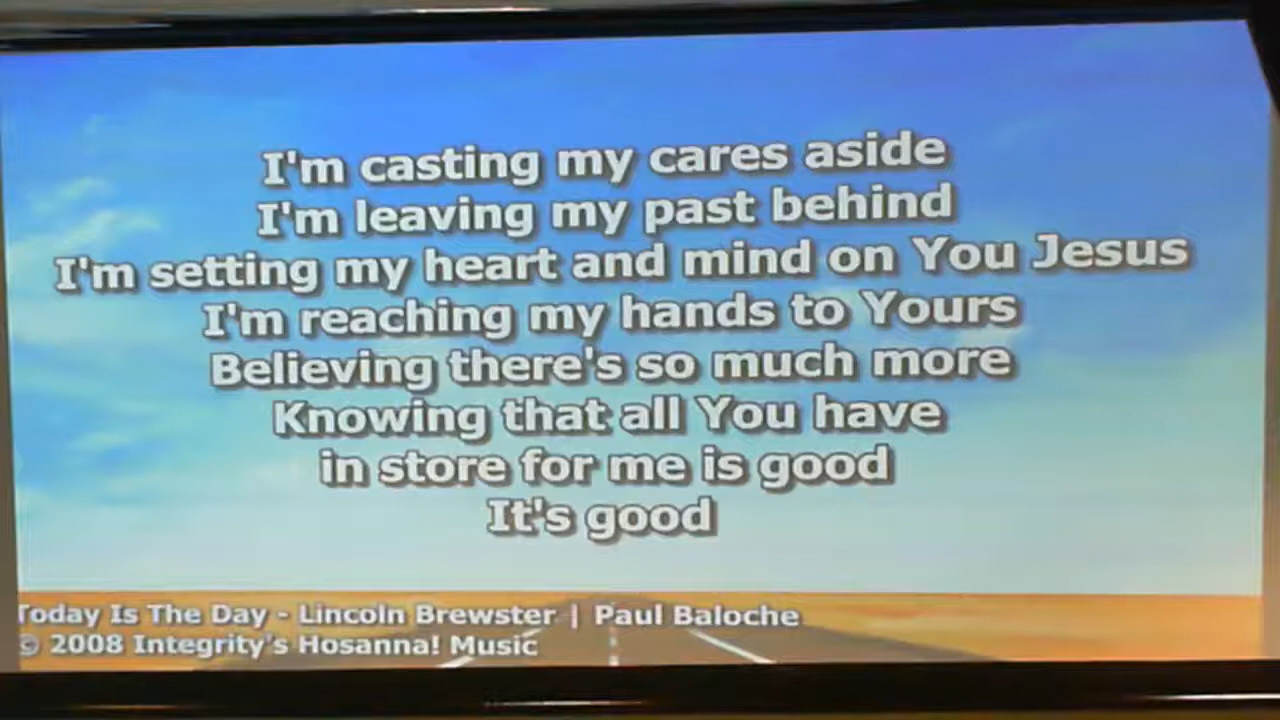 I'm casting my cares aside
I'm leaving my past behind
I'm setting my heart and mind on You Jesus
I'm reaching my hands to Yours
Believing there's so much more
Knowing that all You have
in store for me is good
It's good
Today Is The Day - Lincoln Brewster | Paul Baloche
© 2008 Integrity's Hosanna! Music